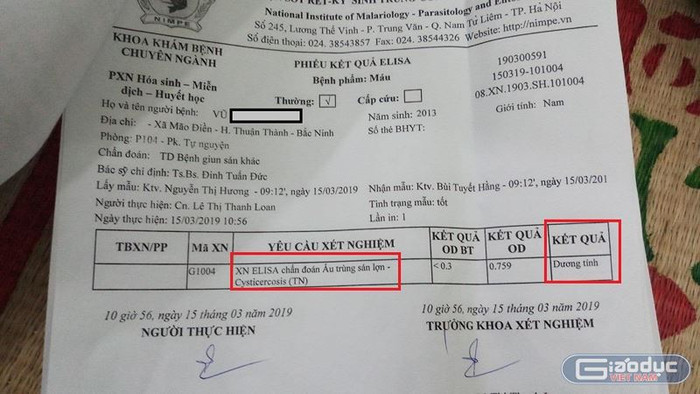 National Institute of Malariology - Parasitology and
Số 245, Lương Thế Vinh - P. Trung Văn - Q. Nam Từ Liêm - TP. Hà Nội
Số điện thoại: 024. 38543857 Fax: 024. 38544326 Website: http://nimpe.vn
NIMPE
KHOA KHÁM BỆNH
CHUYÊN NGÀNH
PHIẾU KẾT QUẢ ELISA
Bệnh phẩm: Máu
190300591
150319-101004
08.XN.1903.SH.101004
PXN Hóa sinh – Miễn
dịch – Huyết học
Thường: √ Cấp cứu:
Giới tính: Nam
Họ và tên người bệnh: VŨ
Năm sinh: 2013
Địa chỉ: - Xã Mão Điền - H. Thuận Thành - Bắc Ninh
Số thẻ BHYT:
Phòng: P104 - Pk. Tự nguyện
Chẩn đoán: TD Bệnh giun sán khác
Bác sỹ chỉ định: Ts.Bs. Đinh Tuấn Đức
Lấy mẫu: Ktv. Nguyễn Thị Hương - 09:12', ngày 15/03/2019
Nhận mẫu: Ktv. Bùi Tuyết Hằng - 09:12', ngày 15/03/201
Người thực hiện: Cn. Lê Thị Thanh Loan
Tình trạng mẫu: tốt
Ngày thực hiện: 15/03/2019 10:56
Lần in: 1
TBXN/PP Mã XN YÊU CẦU XÉT NGHIỆM KẾT QUẢ OD BT KẾT QUẢ OD KẾT QUẢ
G1004 XN ELISA chẩn đoán Ấu trùng sán lợn - < 0.3 0.759 Dương tính
Cysticercosis (TN)
10 giờ 56, ngày 15 tháng 03 năm 2019
NGƯỜI THỰC HIỆN
10 giờ 56, ngày 15 tháng 03 năm 2019
TRƯỞNG KHOA XÉT NGHIỆM
Giáo dục
VIỆT NAM